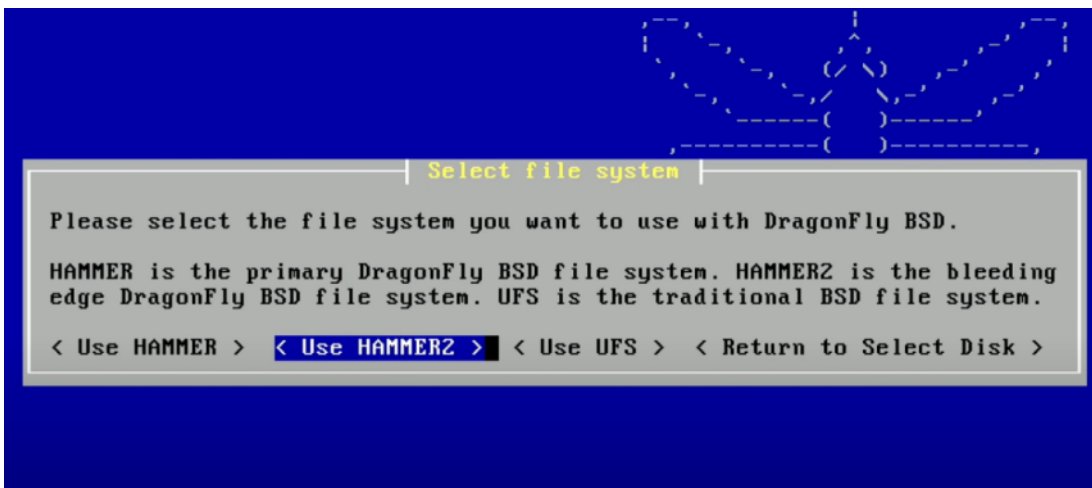 Select file system
Please select the file system you want to use with DragonFly BSD.
HAMMER is the primary DragonFly BSD file system. HAMMER2 is the bleeding
edge DragonFly BSD file system. UFS is the traditional BSD file system.
< Use HAMMER > < Use HAMMER2 > < Use UFS > < Return to Select Disk >